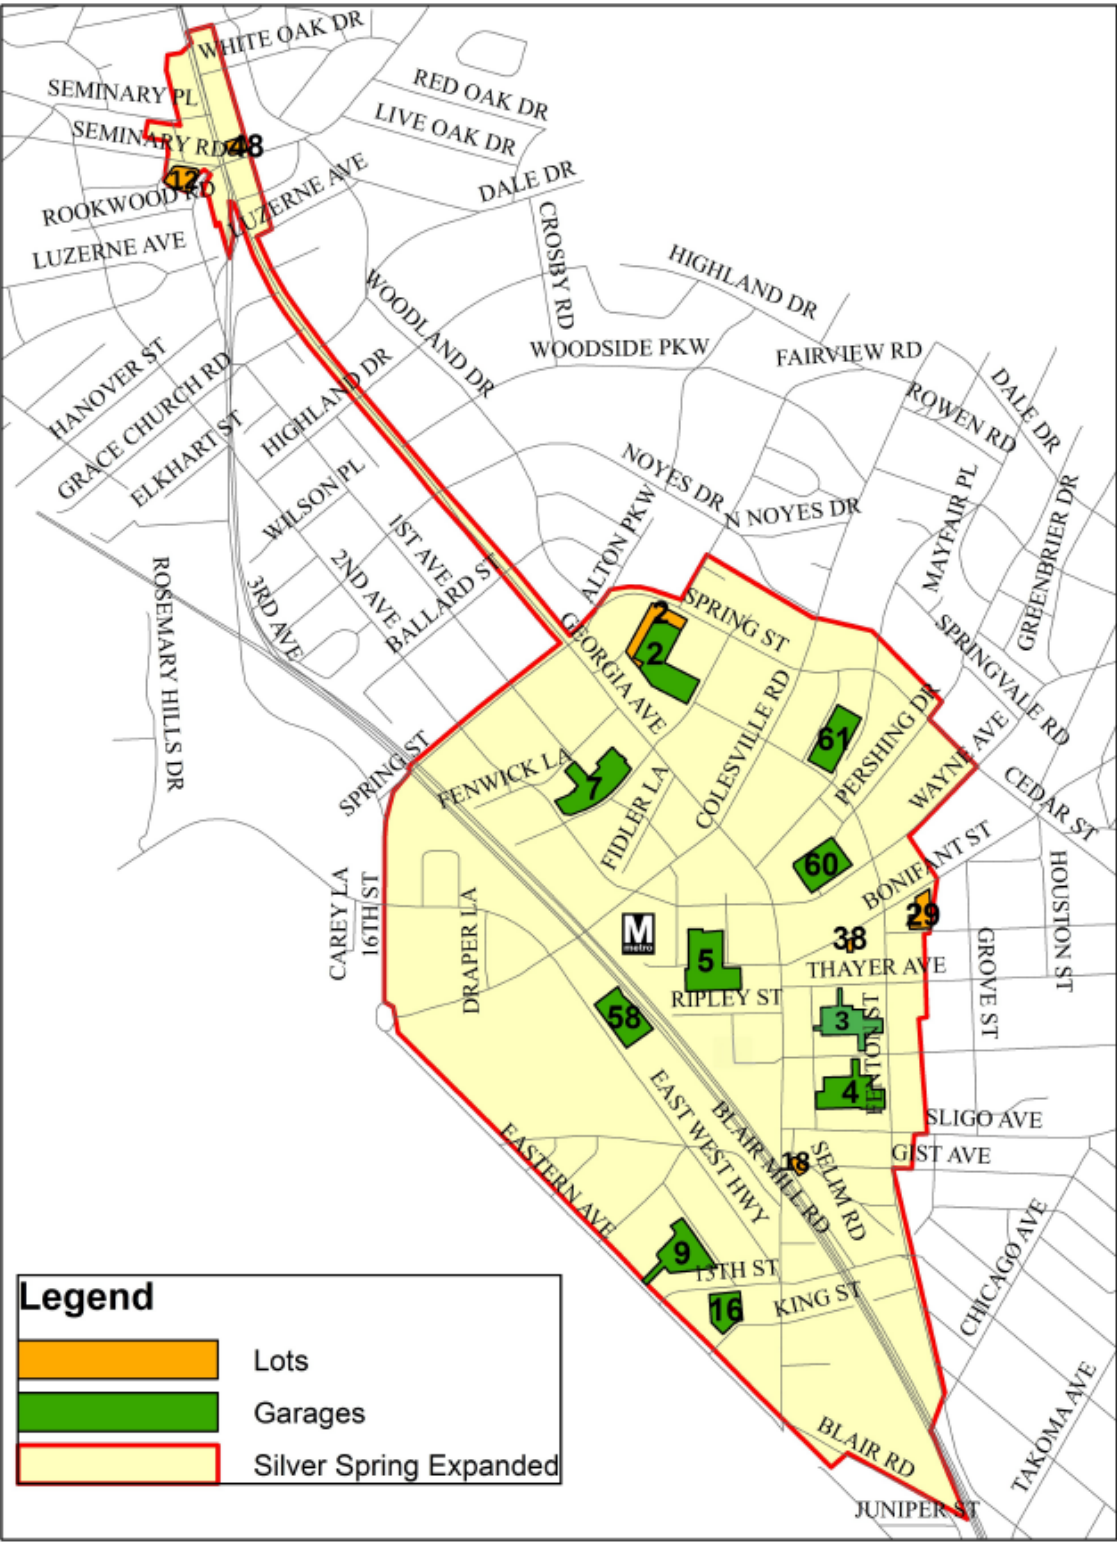 WHITE OAK DR
SEMINARY PL
RED OAK DR
LIVE OAK DR
SEMINARY RD
48
12
ROOKWOOD RD
LUZERNE AVE
DALE DR
LUZERNE AVE
CROSBY RD
HIGHLAND DR
WOODLAND DR
WOODSIDE PKW
FAIRVIEW RD
HANOVER ST
GRACE CHURCH RD
HIGHLAND DR
ELKHART ST
DALE DR
ROWEN RD
WILSON PL
NOYES DR
N NOYES DR
MAYFAIR PL
GREENBRIER DR
ALTON PKW
1ST AVE
2ND AVE
BALLARD ST
3RD AVE
ROSEMARY HILLS DR
SPRING ST
2
2
GEORGIA AVE
SPRINGVALE RD
COLESVILLE RD
61
PERSHING DR
WAYNE AVE
SPRING ST
FENWICK LA
7
FIDLER LA
CEDAR ST
60
BONIFANT ST
HOUSTON ST
CAREY LA
16TH ST
DRAPER LA
M
metro
29
38
5
THAYER AVE
GROVE ST
RIPLEY ST
58
3
FENTON ST
4
EAST WEST HWY
BLAIR MILL RD
SLIGO AVE
GIST AVE
18
SELIM RD
EASTERN AVE
9
13TH ST
16
KING ST
CHICAGO AVE
TAKOMA AVE
BLAIR RD
JUNIPER ST
Legend
Lots
Garages
Silver Spring Expanded